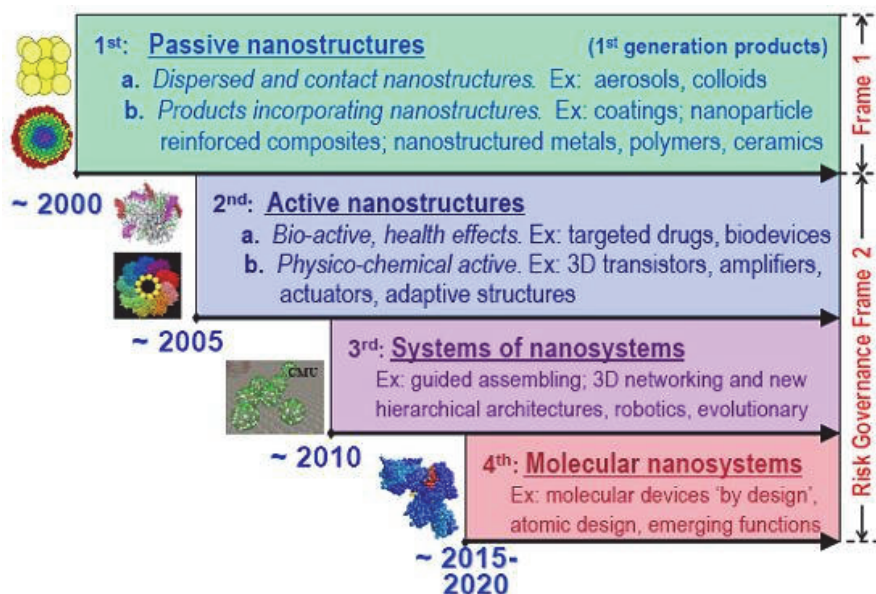 1st: Passive nanostructures (1st generation products)
a. Dispersed and contact nanostructures. Ex: aerosols, colloids
b. Products incorporating nanostructures. Ex: coatings; nanoparticle
reinforced composites; nanostructured metals, polymers, ceramics
~ 2000
2nd: Active nanostructures
a. Bio-active, health effects. Ex: targeted drugs, biodevices
b. Physico-chemical active. Ex: 3D transistors, amplifiers,
actuators, adaptive structures
~ 2005
CMU
3rd: Systems of nanosystems
Ex: guided assembling; 3D networking and new
hierarchical architectures, robotics, evolutionary
~ 2010
4th: Molecular nanosystems
Ex: molecular devices ‘by design’,
atomic design, emerging functions
~ 2015-
2020
Frame 1
Risk Governance Frame 2